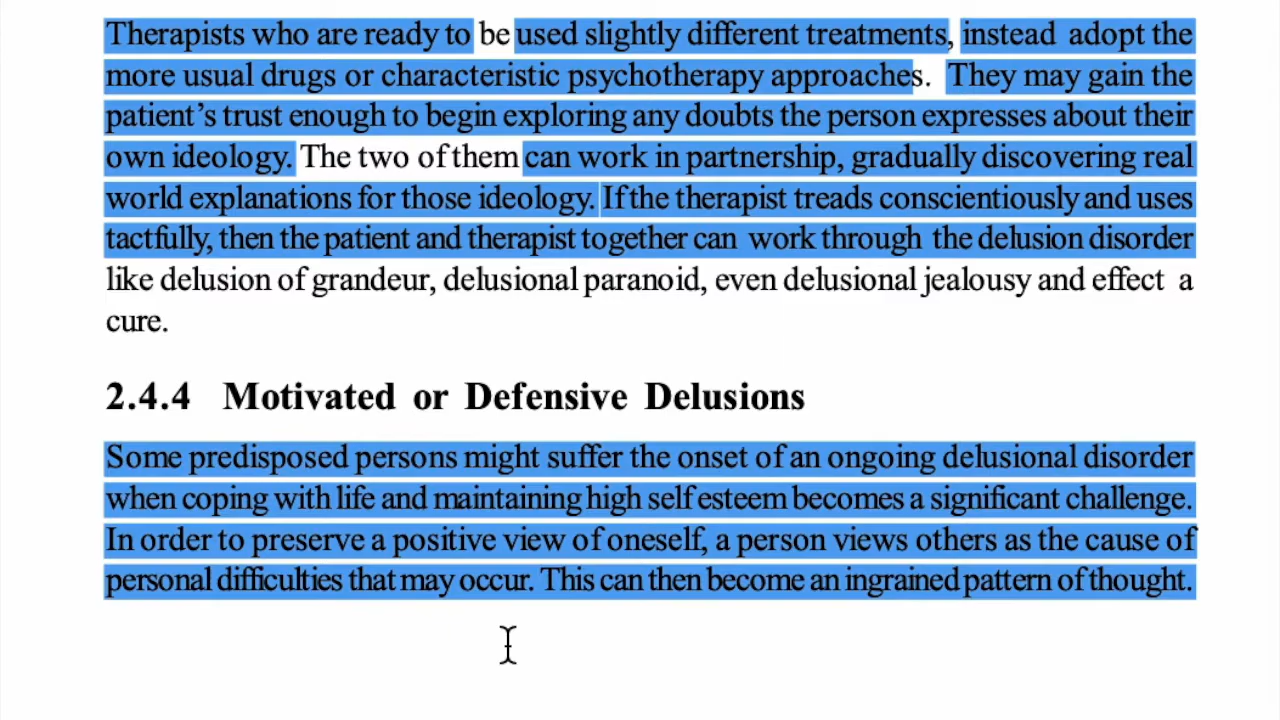 Therapists who are ready to be used slightly different treatments, instead adopt the
more usual drugs or characteristic psychotherapy approaches. They may gain the
patient’s trust enough to begin exploring any doubts the person expresses about their
own ideology. The two of them can work in partnership, gradually discovering real
world explanations for those ideology. If the therapist treads conscientiously and uses
tactfully, then the patient and therapist together can work through the delusion disorder
like delusion of grandeur, delusional paranoid, even delusional jealousy and effect a
cure.
2.4.4 Motivated or Defensive Delusions
Some predisposed persons might suffer the onset of an ongoing delusional disorder
when coping with life and maintaining high self esteem becomes a significant challenge.
In order to preserve a positive view of oneself, a person views others as the cause of
personal difficulties that may occur. This can then become an ingrained pattern of thought.